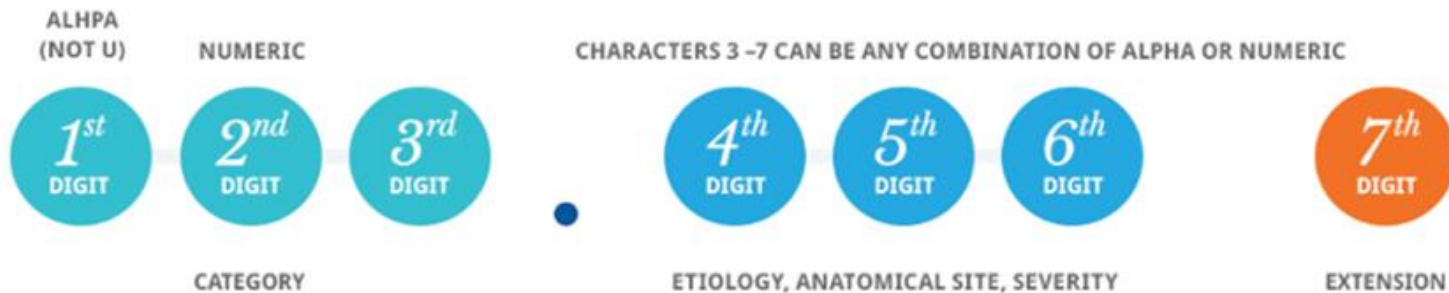 ALHPA
(NOT U)
NUMERIC
CHARACTERS 3 –7 CAN BE ANY COMBINATION OF ALPHA OR NUMERIC
1st
DIGIT
2nd
DIGIT
3rd
DIGIT
.
4th
DIGIT
5th
DIGIT
6th
DIGIT
7th
DIGIT
CATEGORY
ETIOLOGY, ANATOMICAL SITE, SEVERITY
EXTENSION